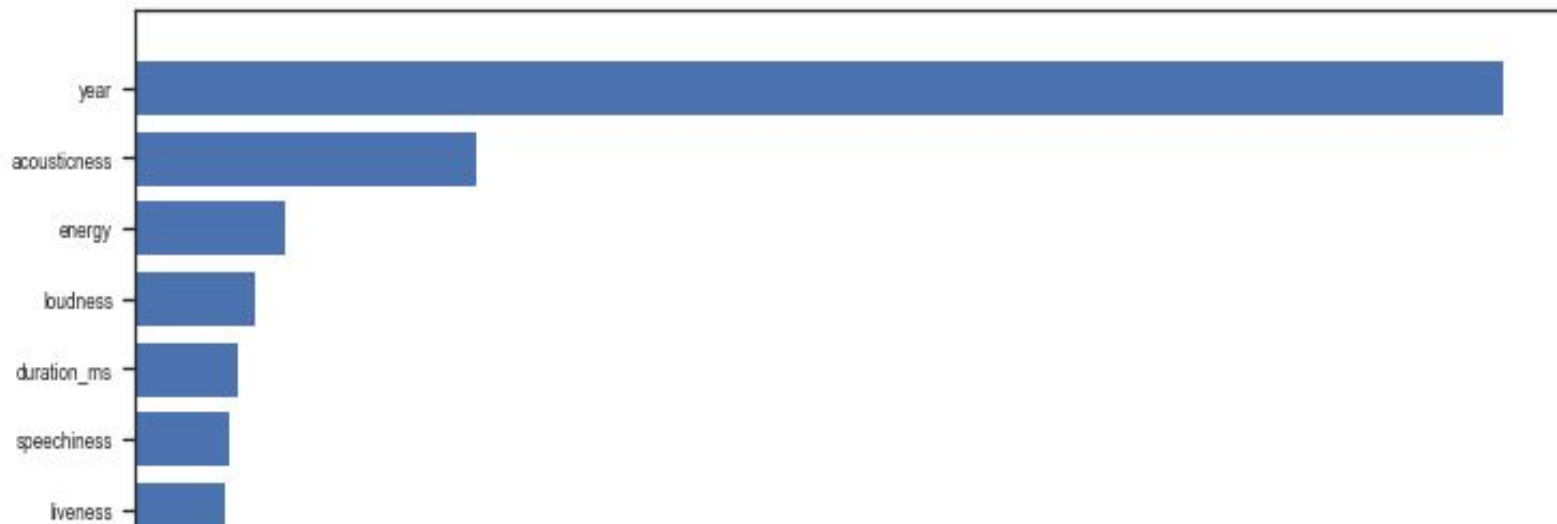 year
acousticness
energy
loudness
duration_ms
speechiness
liveness